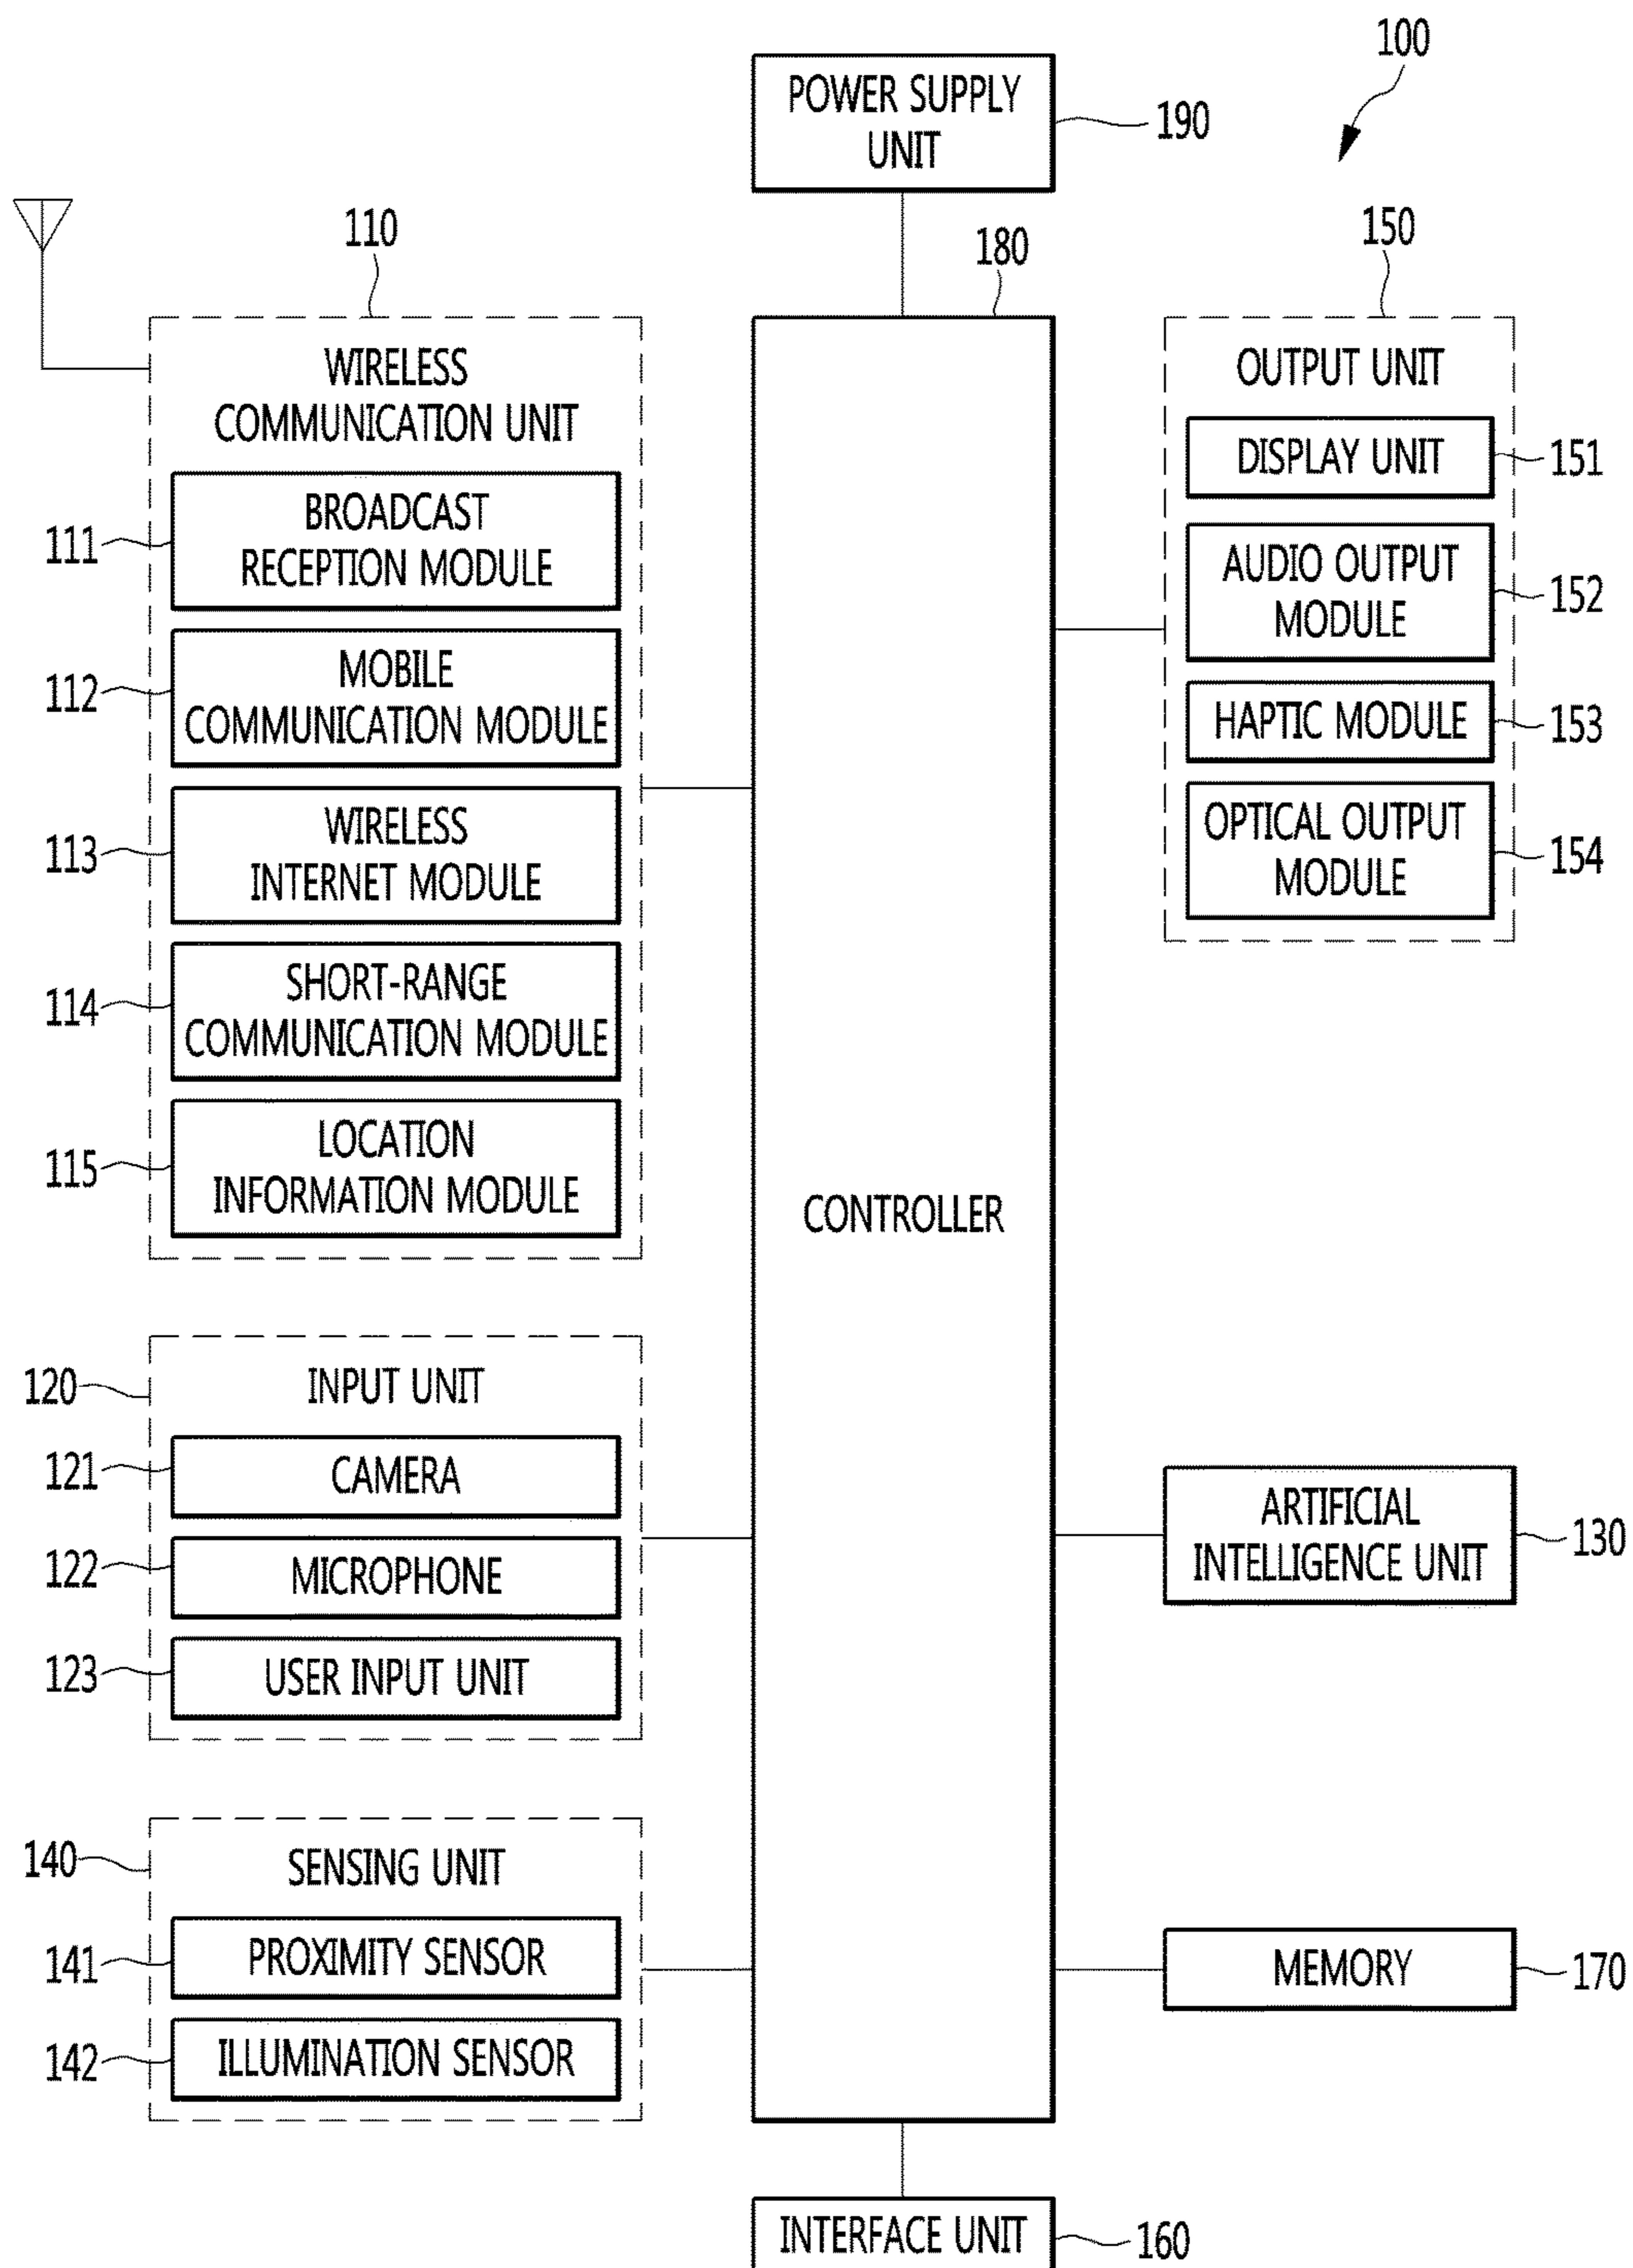 100
POWER SUPPLY
UNIT
190
110
180
150
WIRELESS
COMMUNICATION UNIT
111
BROADCAST
RECEPTION MODULE
112
MOBILE
COMMUNICATION MODULE
113
WIRELESS
INTERNET MODULE
114
SHORT-RANGE
COMMUNICATION MODULE
115
LOCATION
INFORMATION MODULE
120
INPUT UNIT
121
CAMERA
122
MICROPHONE
123
USER INPUT UNIT
140
SENSING UNIT
141
PROXIMITY SENSOR
142
ILLUMINATION SENSOR
CONTROLLER
OUTPUT UNIT
DISPLAY UNIT
151
AUDIO OUTPUT
MODULE
152
HAPTIC MODULE
153
OPTICAL OUTPUT
MODULE
154
ARTIFICIAL
INTELLIGENCE UNIT
130
MEMORY
170
INTERFACE UNIT
160